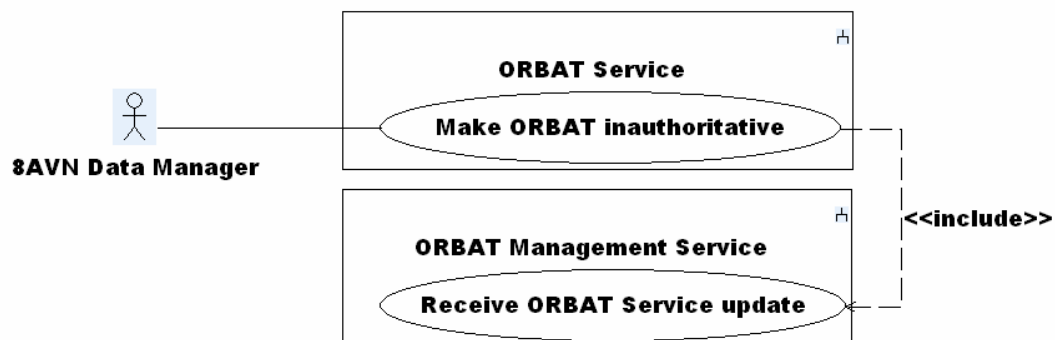 ORBAT Service
Make ORBAT inauthoritative
8AVN Data Manager
<<include>>
ORBAT Management Service
Receive ORBAT Service update